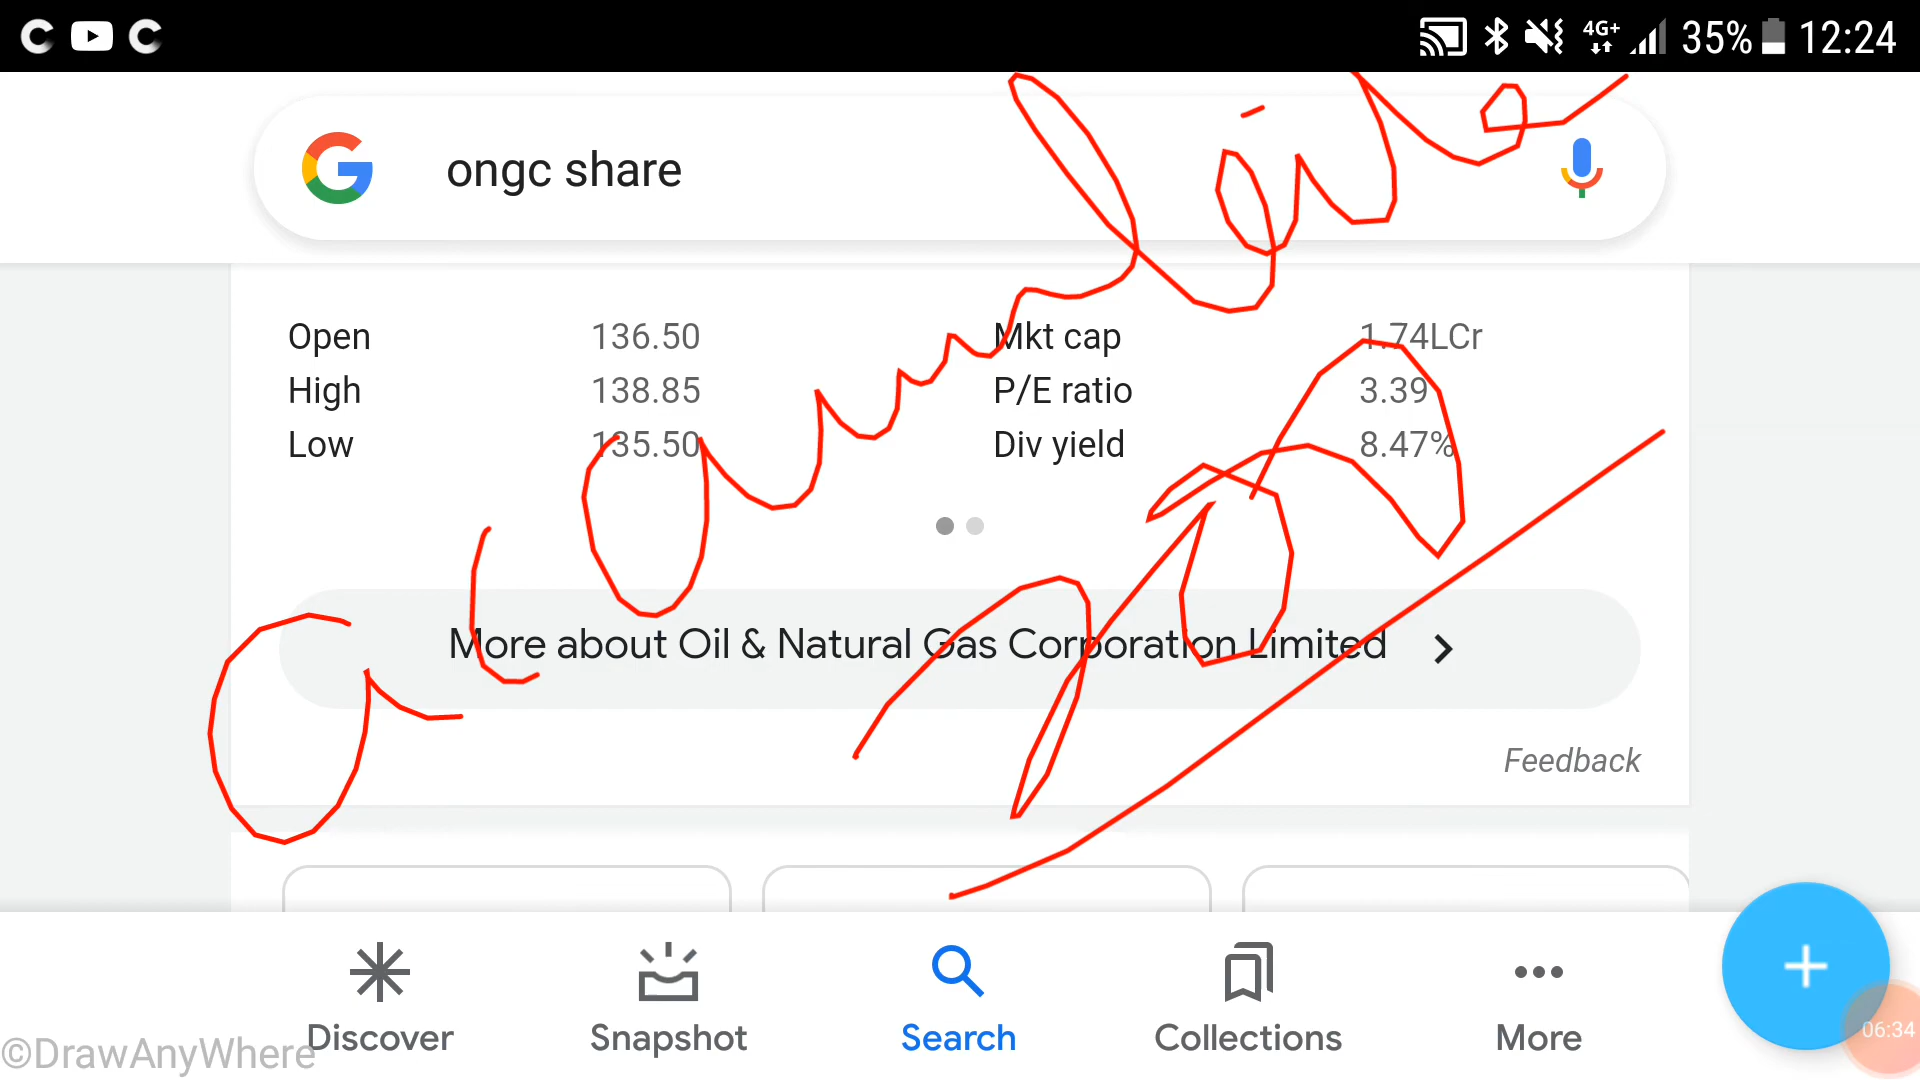 4G+ 35% 12:24
ongc share
Open 136.50 Mkt cap 1.74LCr
High 138.85 P/E ratio 3.39
Low 135.50 Div yield 8.47%
More about Oil & Natural Gas Corporation Limited
Feedback
Discover Snapshot Search Collections More
06:34
©DrawAnyWhere